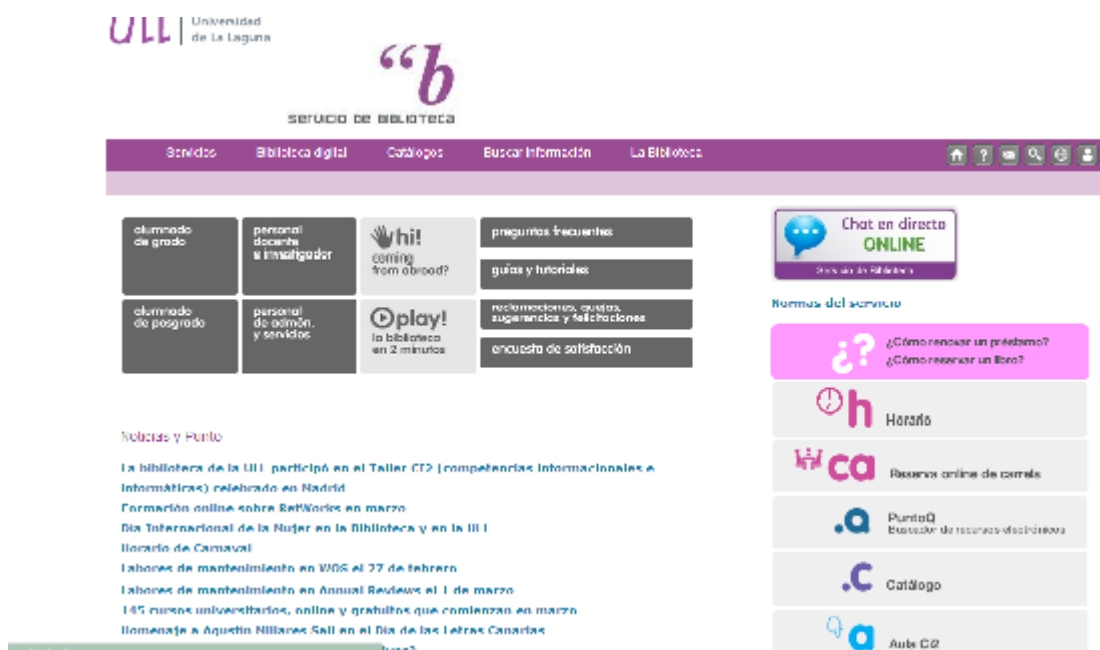 ULL
Universidad
de La Laguna
“b
SERVICIO DE BIBLIOTECA
Servicios Biblioteca digital Catálogos Buscar Información La Biblioteca
?
alumnado
de grado
personal
docente
e investigador
hi!
coming
from abroad?
preguntas frecuentes
guías y tutoriales
alumnado
de posgrado
personal
de admón.
y servicios
play!
la biblioteca
en 2 minutos
reclamaciones, quejas,
sugerencias y felicitaciones
encuesta de satisfacción
Chat en directo
ONLINE
Servicio de Biblioteca
Normas del servicio
¿?
¿Cómo renovar un préstamo?
¿Cómo reservar un libro?
h
Horario
ca
Reserva online de carrels
.Q
PuntoQ
Buscador de recursos electrónicos
.c
Catálogo
a
Aula CI2
Noticias y Punto
La biblioteca de la ULL participó en el Taller CI2 (competencias informacionales e
informáticas) celebrado en Madrid
Formación online sobre RefWorks en marzo
Día Internacional de la Mujer en la Biblioteca y en la ULL
Horario de Carnaval
Labores de mantenimiento en WOS el 27 de febrero
Labores de mantenimiento en Annual Reviews el 1 de marzo
145 cursos universitarios, online y gratuitos que comienzan en marzo
Homenaje a Agustín Millares Sall en el Día de las Letras Canarias